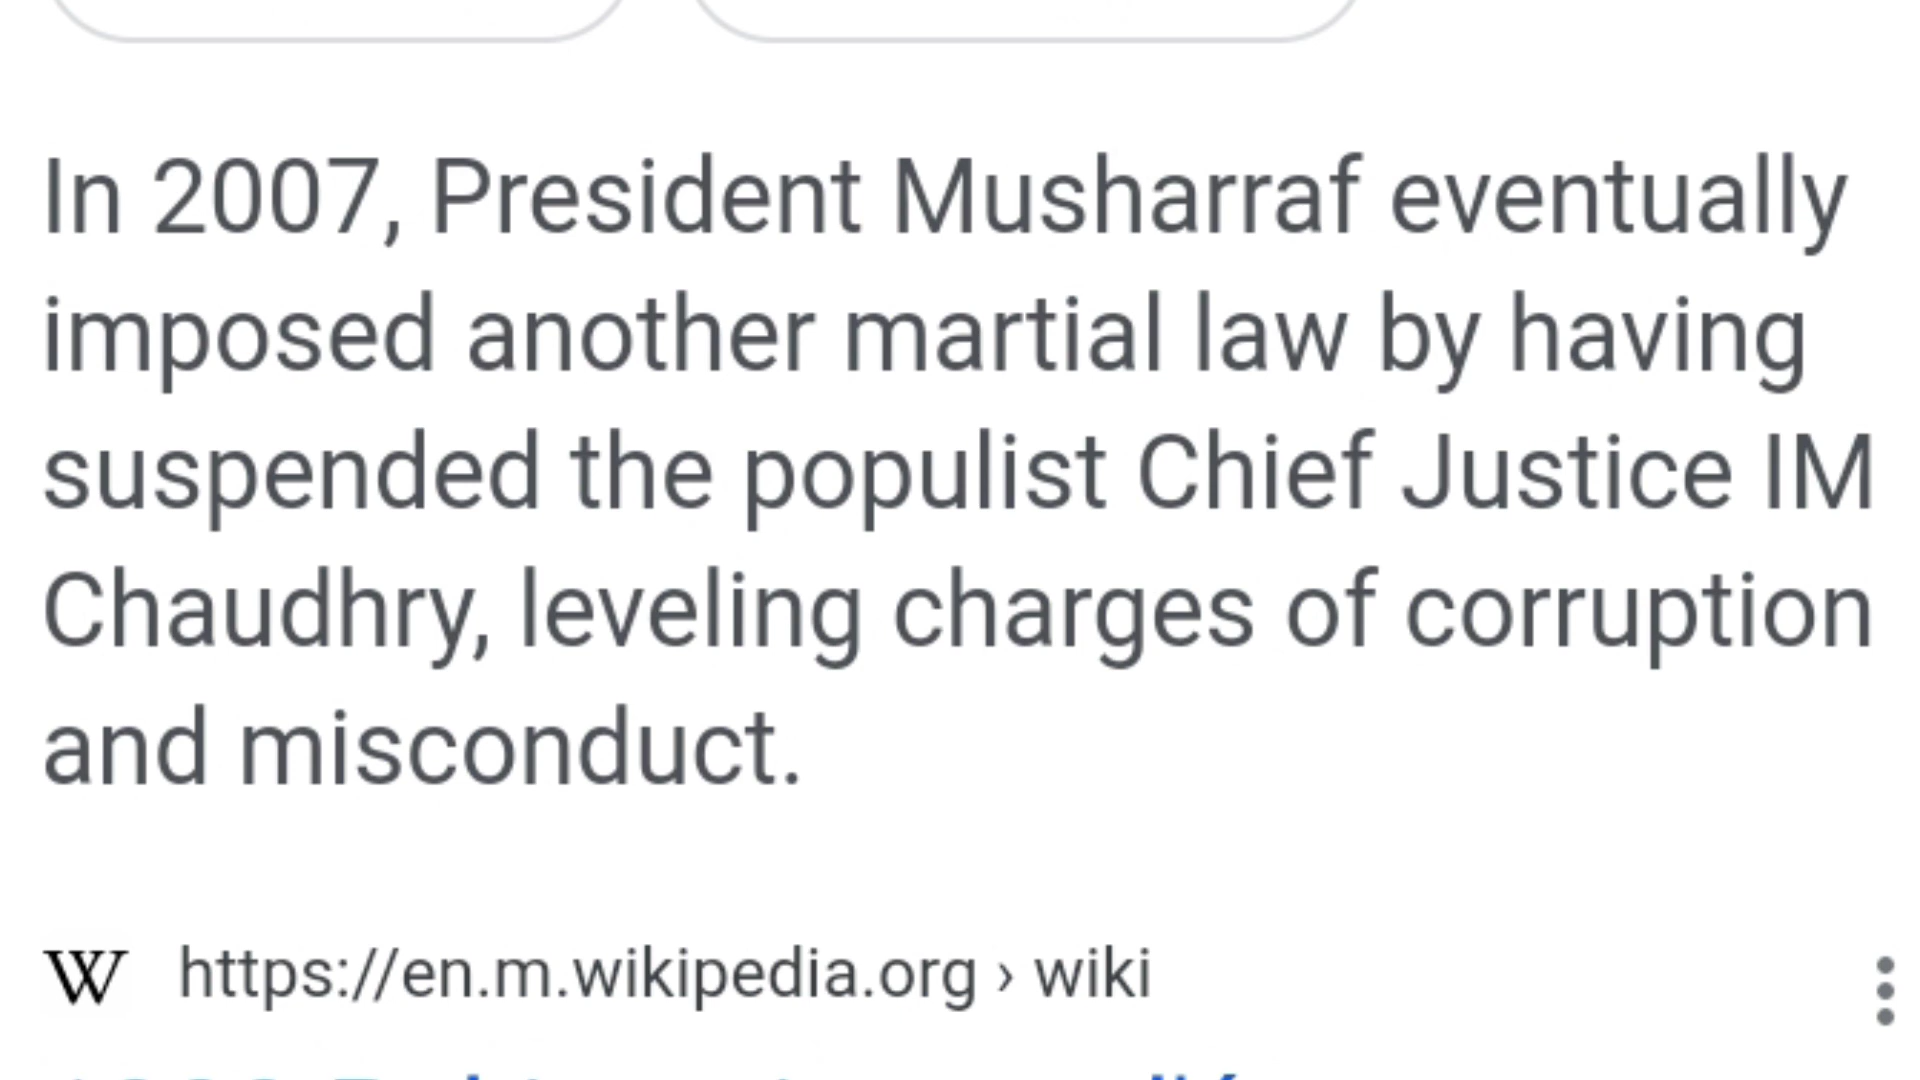 In 2007, President Musharraf eventually
imposed another martial law by having
suspended the populist Chief Justice IM
Chaudhry, leveling charges of corruption
and misconduct.
W https://en.m.wikipedia.org › wiki